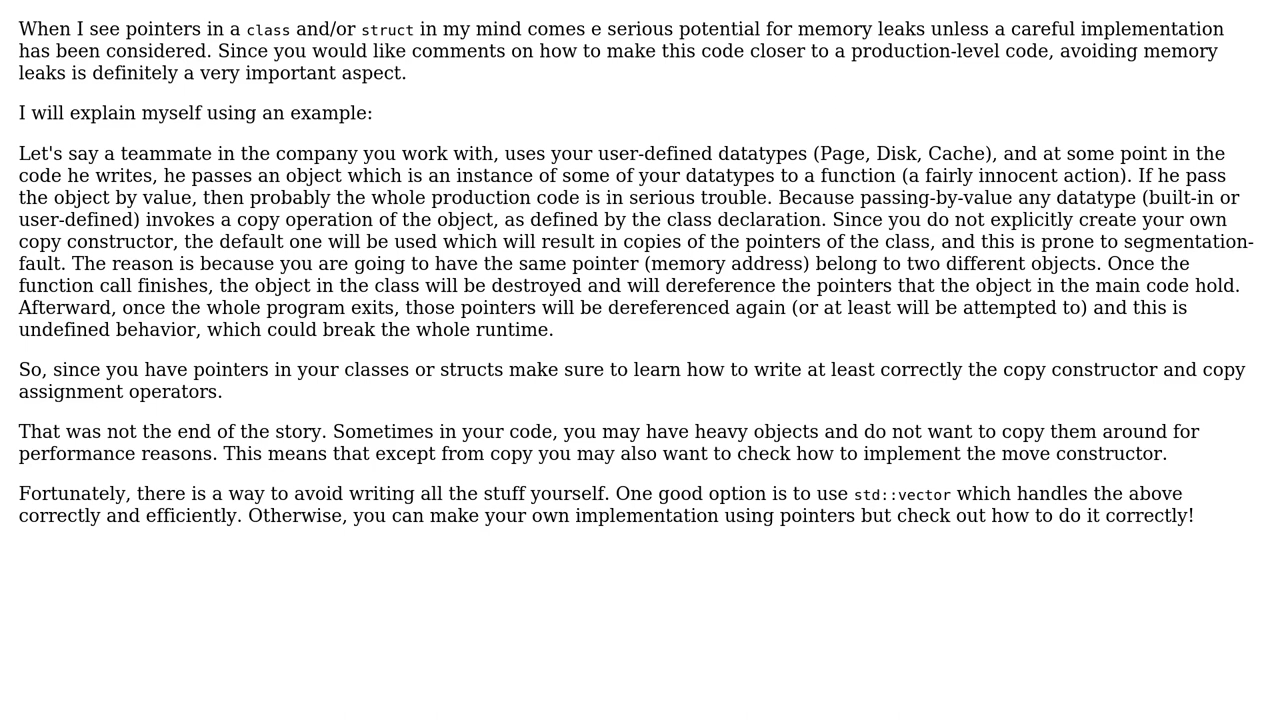 When I see pointers in a class and/or struct in my mind comes e serious potential for memory leaks unless a careful implementation
has been considered. Since you would like comments on how to make this code closer to a production-level code, avoiding memory
leaks is definitely a very important aspect.
I will explain myself using an example:
Let's say a teammate in the company you work with, uses your user-defined datatypes (Page, Disk, Cache), and at some point in the
code he writes, he passes an object which is an instance of some of your datatypes to a function (a fairly innocent action). If he pass
the object by value, then probably the whole production code is in serious trouble. Because passing-by-value any datatype (built-in or
user-defined) invokes a copy operation of the object, as defined by the class declaration. Since you do not explicitly create your own
copy constructor, the default one will be used which will result in copies of the pointers of the class, and this is prone to segmentation-
fault. The reason is because you are going to have the same pointer (memory address) belong to two different objects. Once the
function call finishes, the object in the class will be destroyed and will dereference the pointers that the object in the main code hold.
Afterward, once the whole program exits, those pointers will be dereferenced again (or at least will be attempted to) and this is
undefined behavior, which could break the whole runtime.
So, since you have pointers in your classes or structs make sure to learn how to write at least correctly the copy constructor and copy
assignment operators.
That was not the end of the story. Sometimes in your code, you may have heavy objects and do not want to copy them around for
performance reasons. This means that except from copy you may also want to check how to implement the move constructor.
Fortunately, there is a way to avoid writing all the stuff yourself. One good option is to use std::vector which handles the above
correctly and efficiently. Otherwise, you can make your own implementation using pointers but check out how to do it correctly!